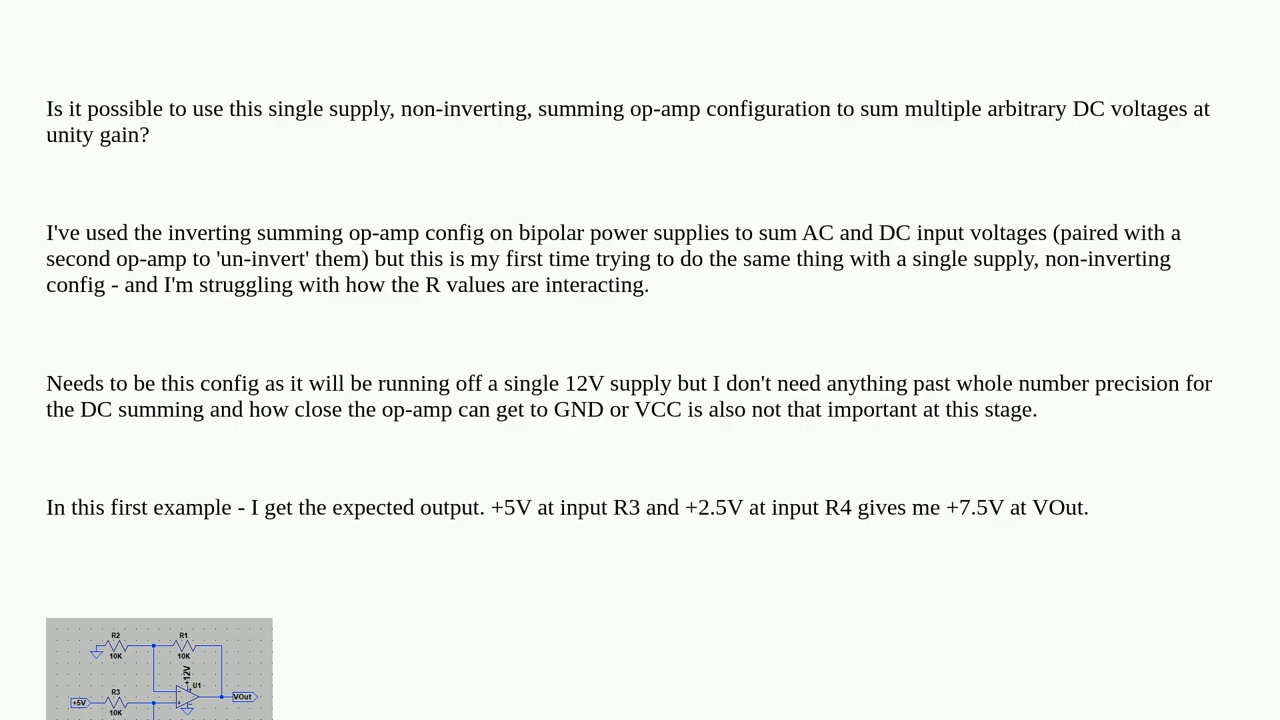 Is it possible to use this single supply, non-inverting, summing op-amp configuration to sum multiple arbitrary DC voltages at
unity gain?
I've used the inverting summing op-amp config on bipolar power supplies to sum AC and DC input voltages (paired with a
second op-amp to 'un-invert' them) but this is my first time trying to do the same thing with a single supply, non-inverting
config - and I'm struggling with how the R values are interacting.
Needs to be this config as it will be running off a single 12V supply but I don't need anything past whole number precision for
the DC summing and how close the op-amp can get to GND or VCC is also not that important at this stage.
In this first example - I get the expected output. +5V at input R3 and +2.5V at input R4 gives me +7.5V at VOut.
R2 R1
10K 10K
+12V
U1
R3
+5V VOut
10K